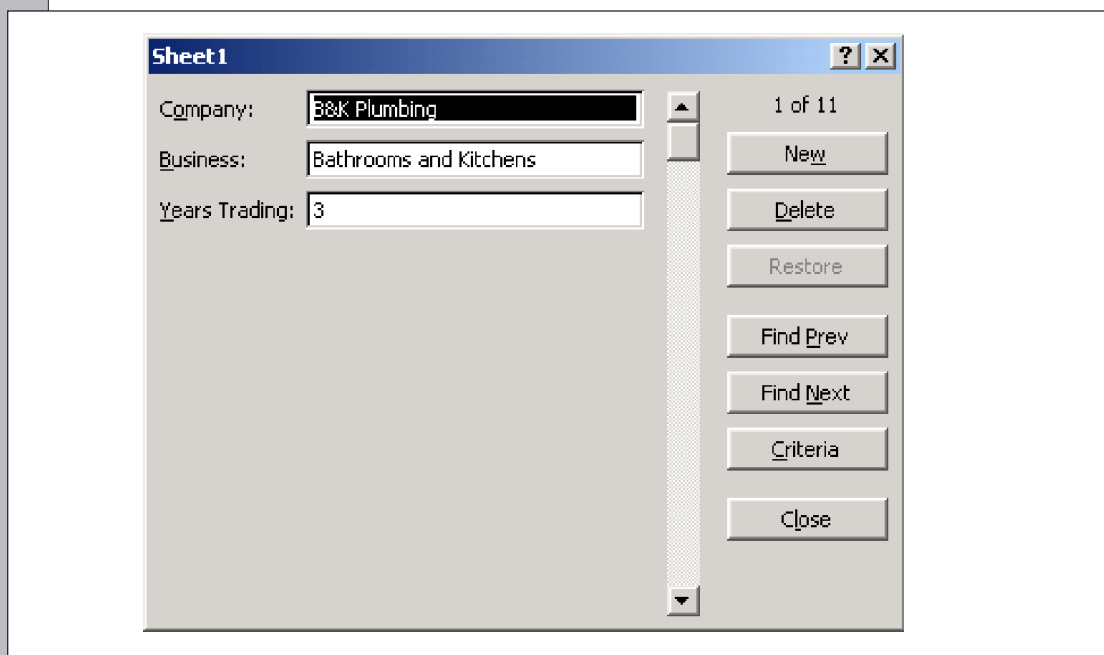 Sheet1
Company: B&K Plumbing
Business: Bathrooms and Kitchens
Years Trading: 3
1 of 11
New
Delete
Restore
Find Prev
Find Next
Criteria
Close